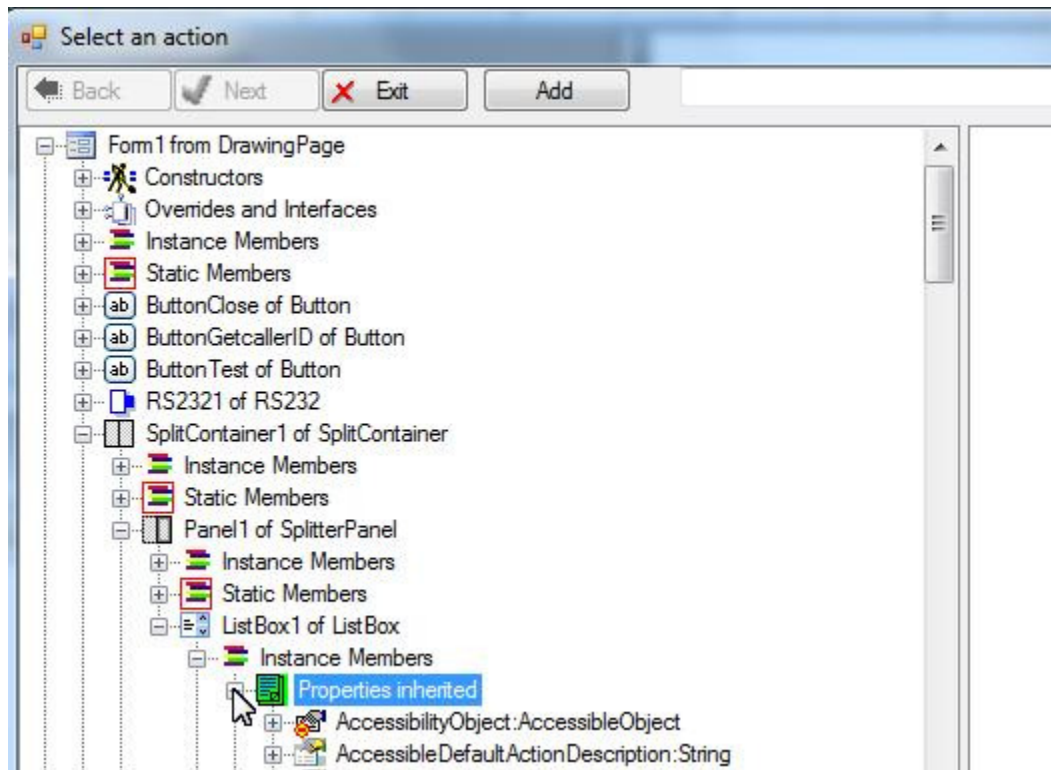 Select an action
Back Next Exit Add
Form1 from DrawingPage
Constructors
Overrides and Interfaces
Instance Members
Static Members
ab ButtonClose of Button
ab ButtonGetcallerID of Button
ab ButtonTest of Button
RS2321 of RS232
SplitContainer1 of SplitContainer
Instance Members
Static Members
Panel1 of SplitterPanel
Instance Members
Static Members
ListBox1 of ListBox
Instance Members
Properties inherited
AccessibilityObject:AccessibleObject
AccessibleDefaultActionDescription:String